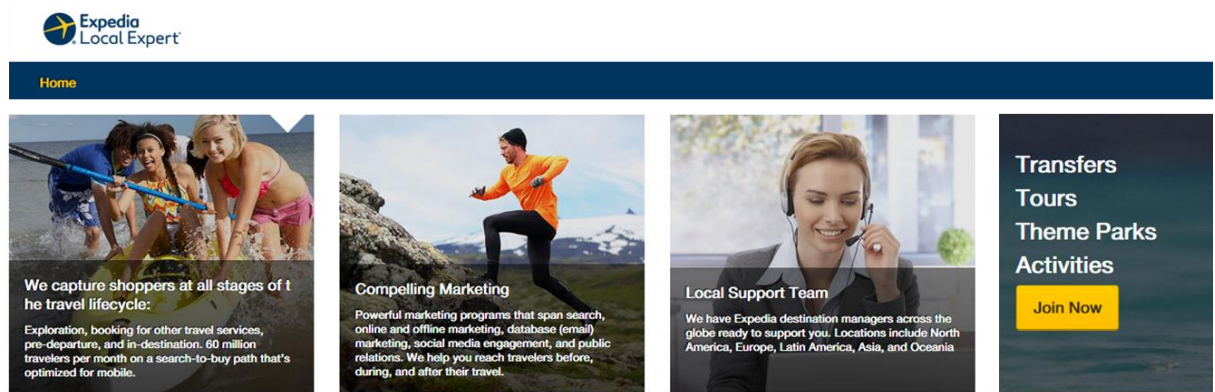 Expedia
Local Expert
Home
We capture shoppers at all stages of t
he travel lifecycle:
Exploration, booking for other travel services,
pre-departure, and in-destination. 60 million
travelers per month on a search-to-buy path that's
optimized for mobile.
Compelling Marketing
Powerful marketing programs that span search,
online and offline marketing, database (email)
marketing, social media engagement, and public
relations. We help you reach travelers before,
during, and after their travel.
Local Support Team
We have Expedia destination managers across the
globe ready to support you. Locations include North
America, Europe, Latin America, Asia, and Oceania
Transfers
Tours
Theme Parks
Activities
Join Now